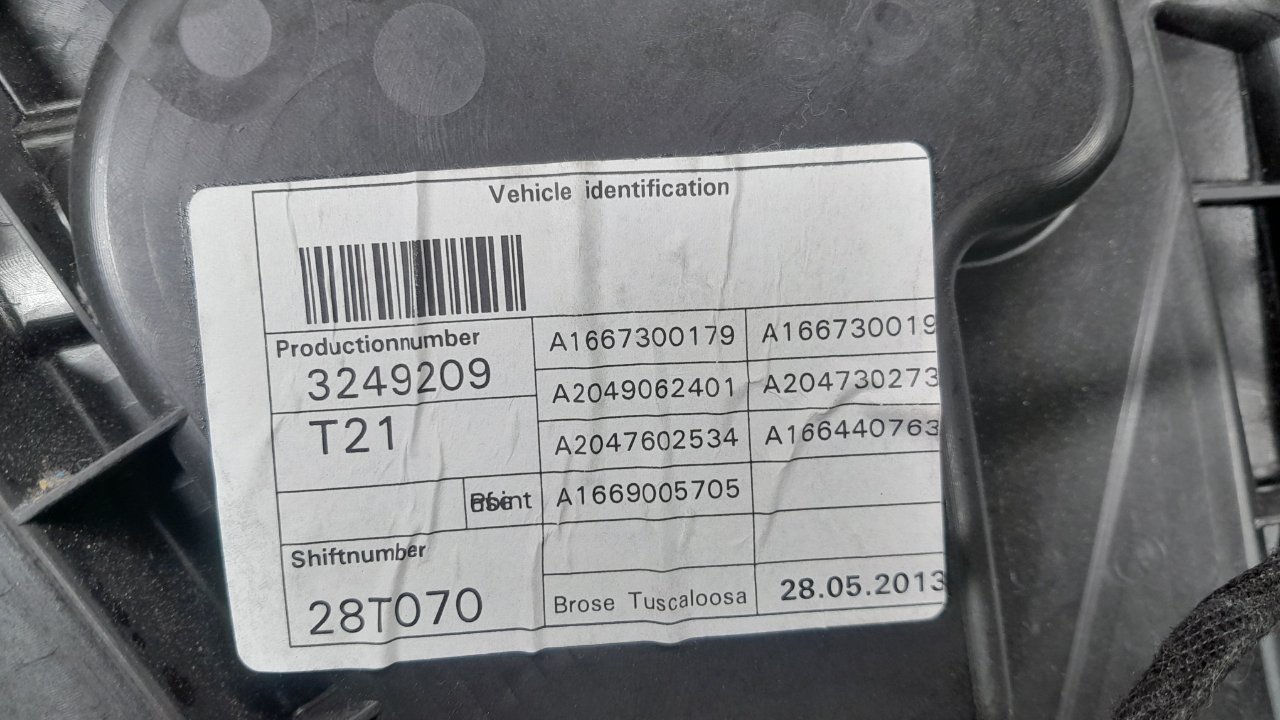 Vehicle identification
Productionnumber
3249209
T21
Shiftnumber
28T070
A1667300179 A166730019
A2049062401 A204730273
A2047602534 A166440763
A1669005705
Brose Tuscaloosa 28.05.2013